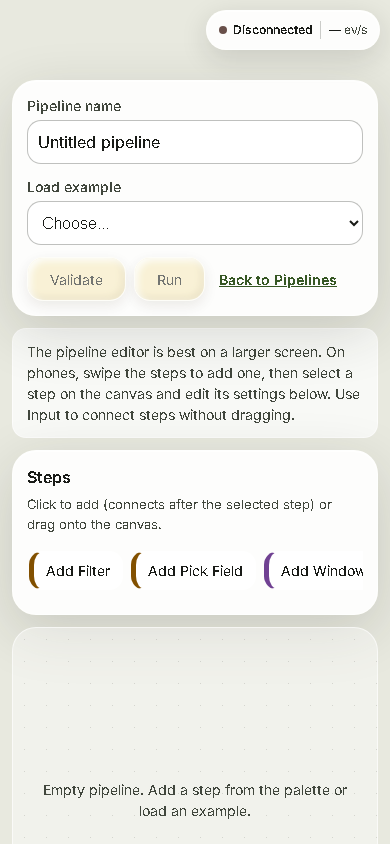 Disconnected — ev/s
Pipeline name
Untitled pipeline
Load example
Choose...
Validate Run Back to Pipelines
The pipeline editor is best on a larger screen. On
phones, swipe the steps to add one, then select a
step on the canvas and edit its settings below. Use
Input to connect steps without dragging.
Steps
Click to add (connects after the selected step) or
drag onto the canvas.
Add Filter Add Pick Field Add Window
Empty pipeline. Add a step from the palette or
load an example.